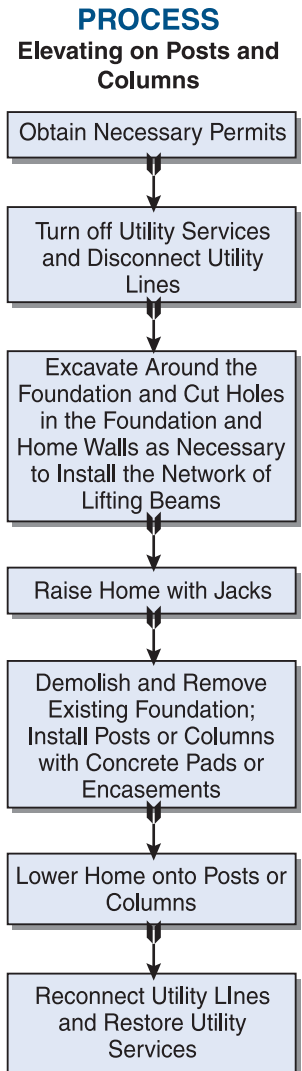 PROCESS
Elevating on Posts and
Columns
Obtain Necessary Permits
Turn off Utility Services
and Disconnect Utility
Lines
Excavate Around the
Foundation and Cut Holes
in the Foundation and
Home Walls as Necessary
to Install the Network of
Lifting Beams
Raise Home with Jacks
Demolish and Remove
Existing Foundation;
Install Posts or Columns
with Concrete Pads or
Encasements
Lower Home onto Posts or
Columns
Reconnect Utility LInes
and Restore Utility
Services